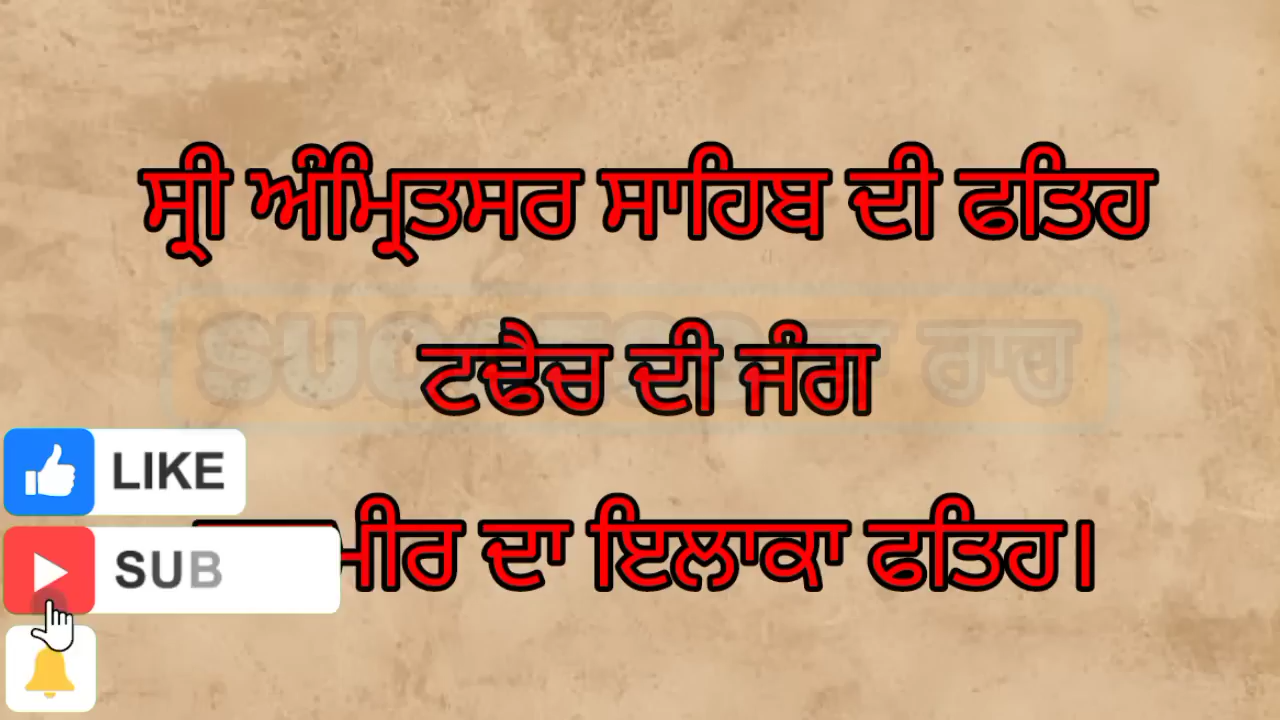 ਸ੍ਰੀ ਅੰਮ੍ਰਿਤਸਰ ਸਾਹਿਬ ਦੀ ਫਤਿਹ
ਟਢੈਚ ਦੀ ਜੰਗ
ਦਾ ਇਲਾਕਾ ਫਤਿਹ।
ਰਾਹ
LIKE
SUB